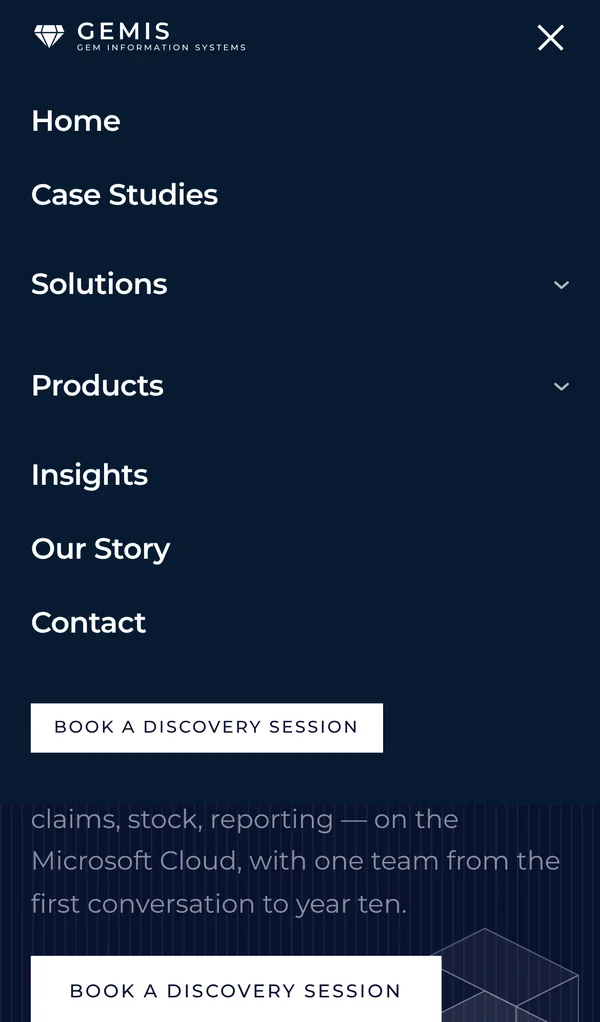 GEMIS
GEM INFORMATION SYSTEMS
Home
Case Studies
Solutions
Products
Insights
Our Story
Contact
BOOK A DISCOVERY SESSION
claims, stock, reporting — on the
Microsoft Cloud, with one team from the
first conversation to year ten.
BOOK A DISCOVERY SESSION